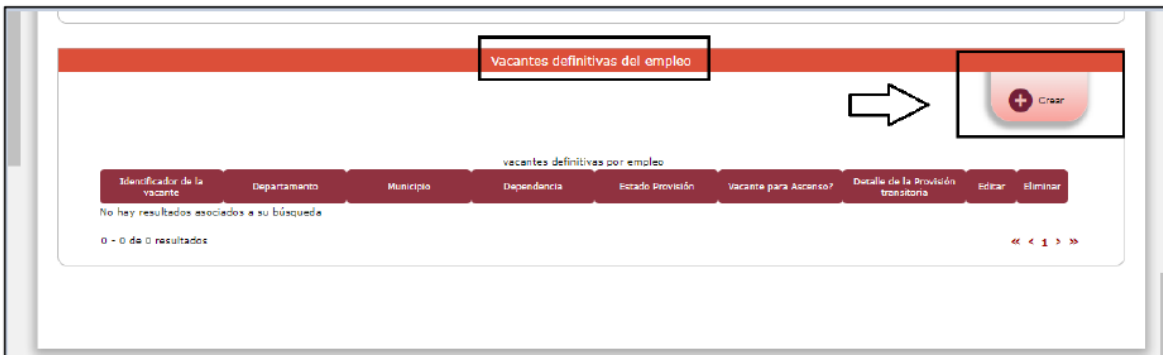 Vacantes definitivas del empleo
Crear
vacantes definitivas por empleo
Identificador de la vacante Departamento Municipio Dependencia Estado Provisión Vacante para Ascenso? Detalle de la Provisión transitoria Editar Eliminar
No hay resultados asociados a su búsqueda
0 - 0 de 0 resultados
« < 1 > »